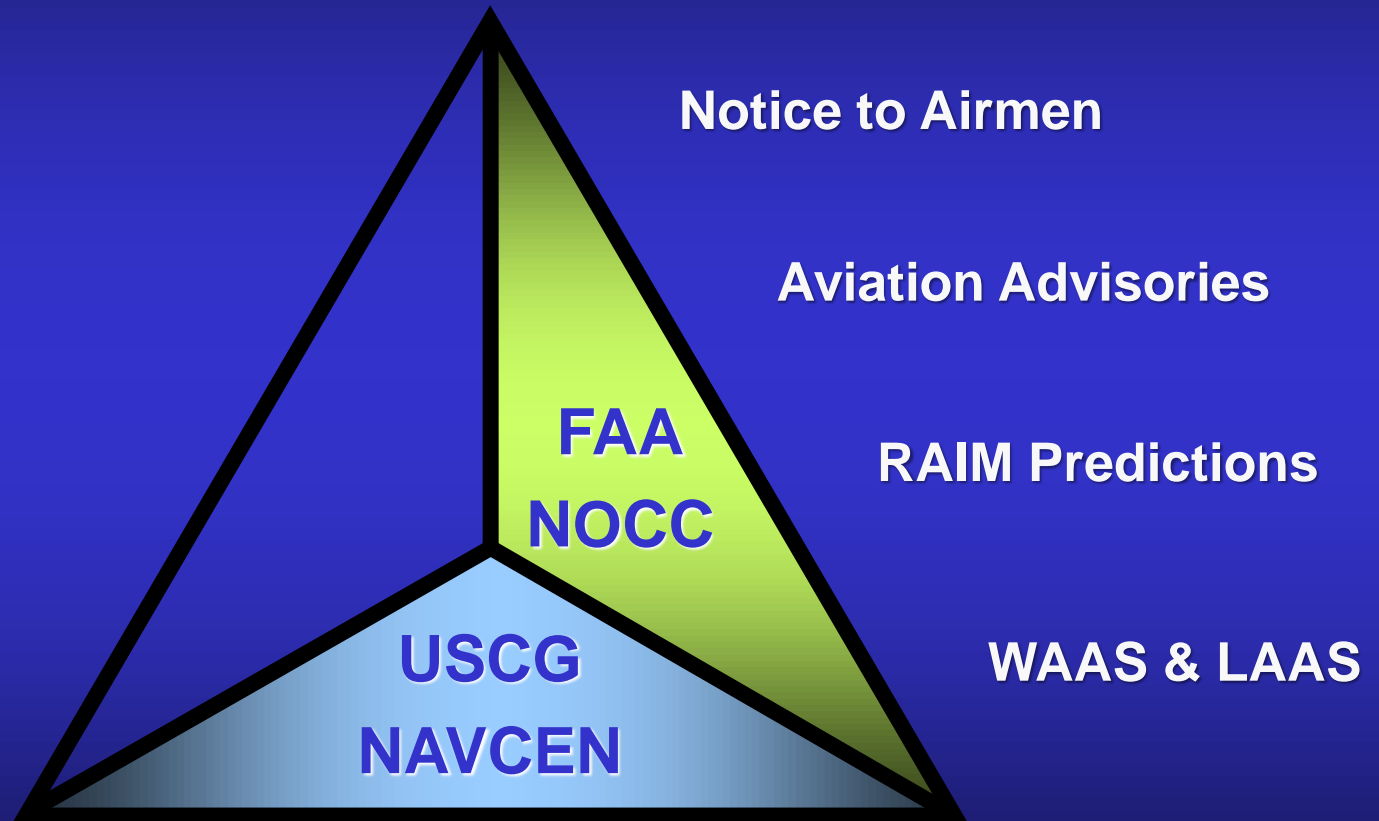 Notice to Airmen
Aviation Advisories
FAA
NOCC
RAIM Predictions
USCG
NAVCEN
WAAS & LAAS